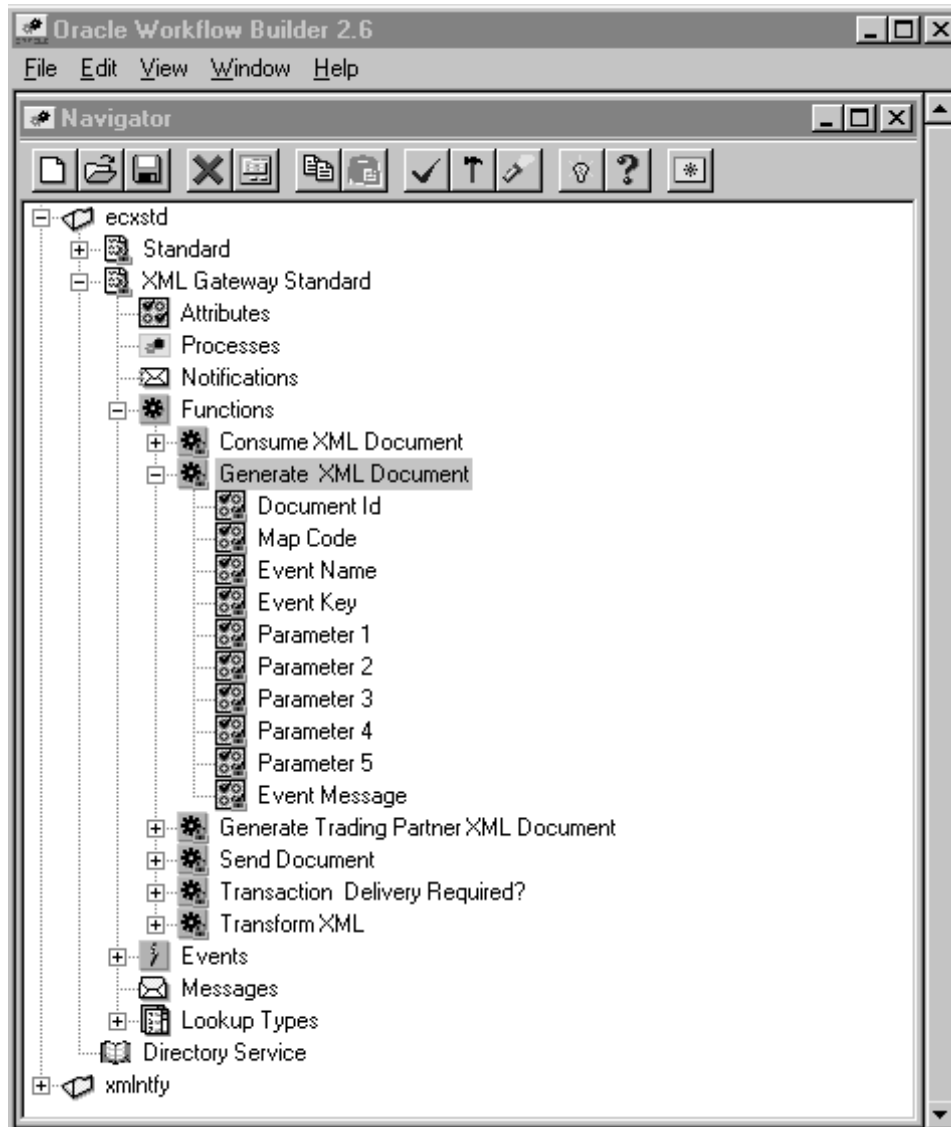 Oracle Workflow Builder 2.6
File Edit View Window Help
Navigator
ecxstd
Standard
XML Gateway Standard
Attributes
Processes
Notifications
Functions
Consume XML Document
Generate XML Document
Document Id
Map Code
Event Name
Event Key
Parameter 1
Parameter 2
Parameter 3
Parameter 4
Parameter 5
Event Message
Generate Trading Partner XML Document
Send Document
Transaction Delivery Required?
Transform XML
Events
Messages
Lookup Types
Directory Service
xmlntfy